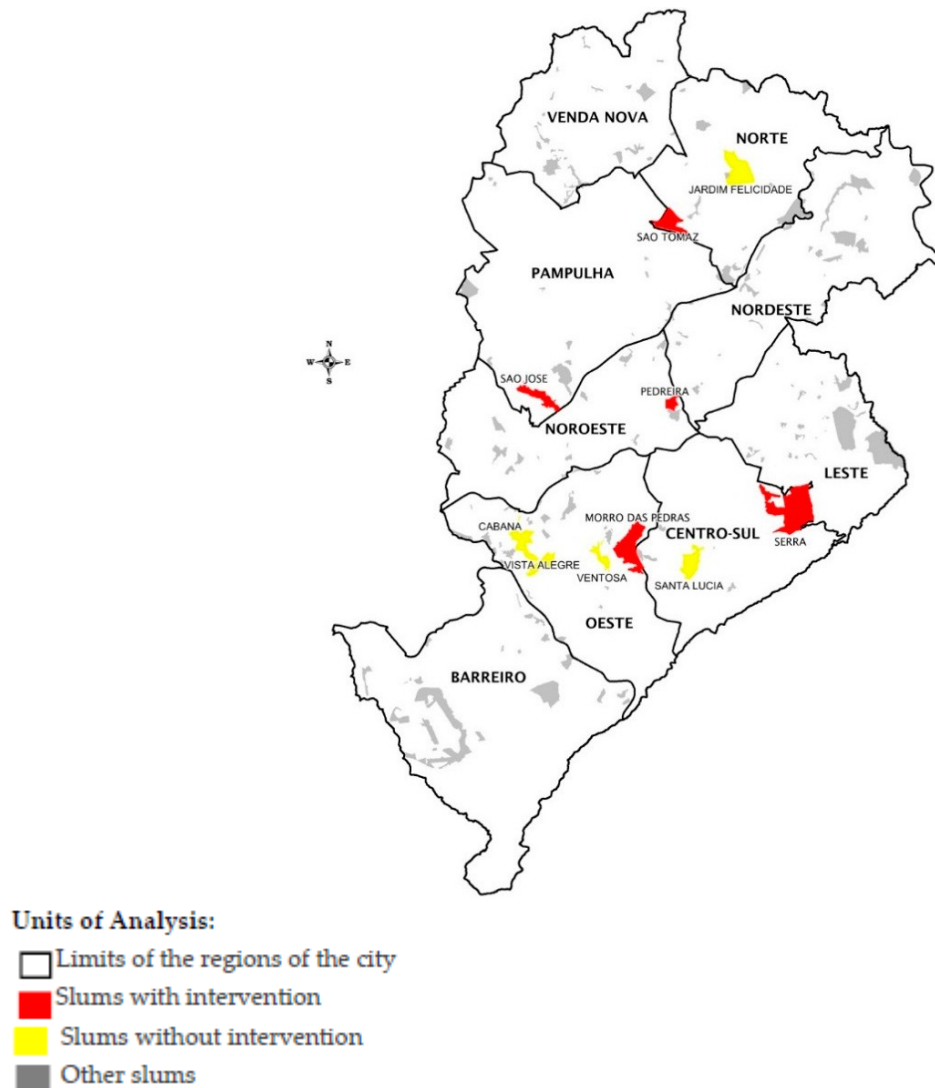 VENDA NOVA
NORTE
JARDIM FELICIDADE
SAO TOMAZ
PAMPULHA
NORDESTE
N
W E
S
SAO JOSE
PEDREIRA
NOROESTE
LESTE
CABANA
MORRO DAS PEDRAS
CENTRO-SUL
SERRA
VISTA ALEGRE
VENTOSA
SANTA LUCIA
OESTE
BARREIRO
Units of Analysis:
Limits of the regions of the city
Slums with intervention
Slums without intervention
Other slums